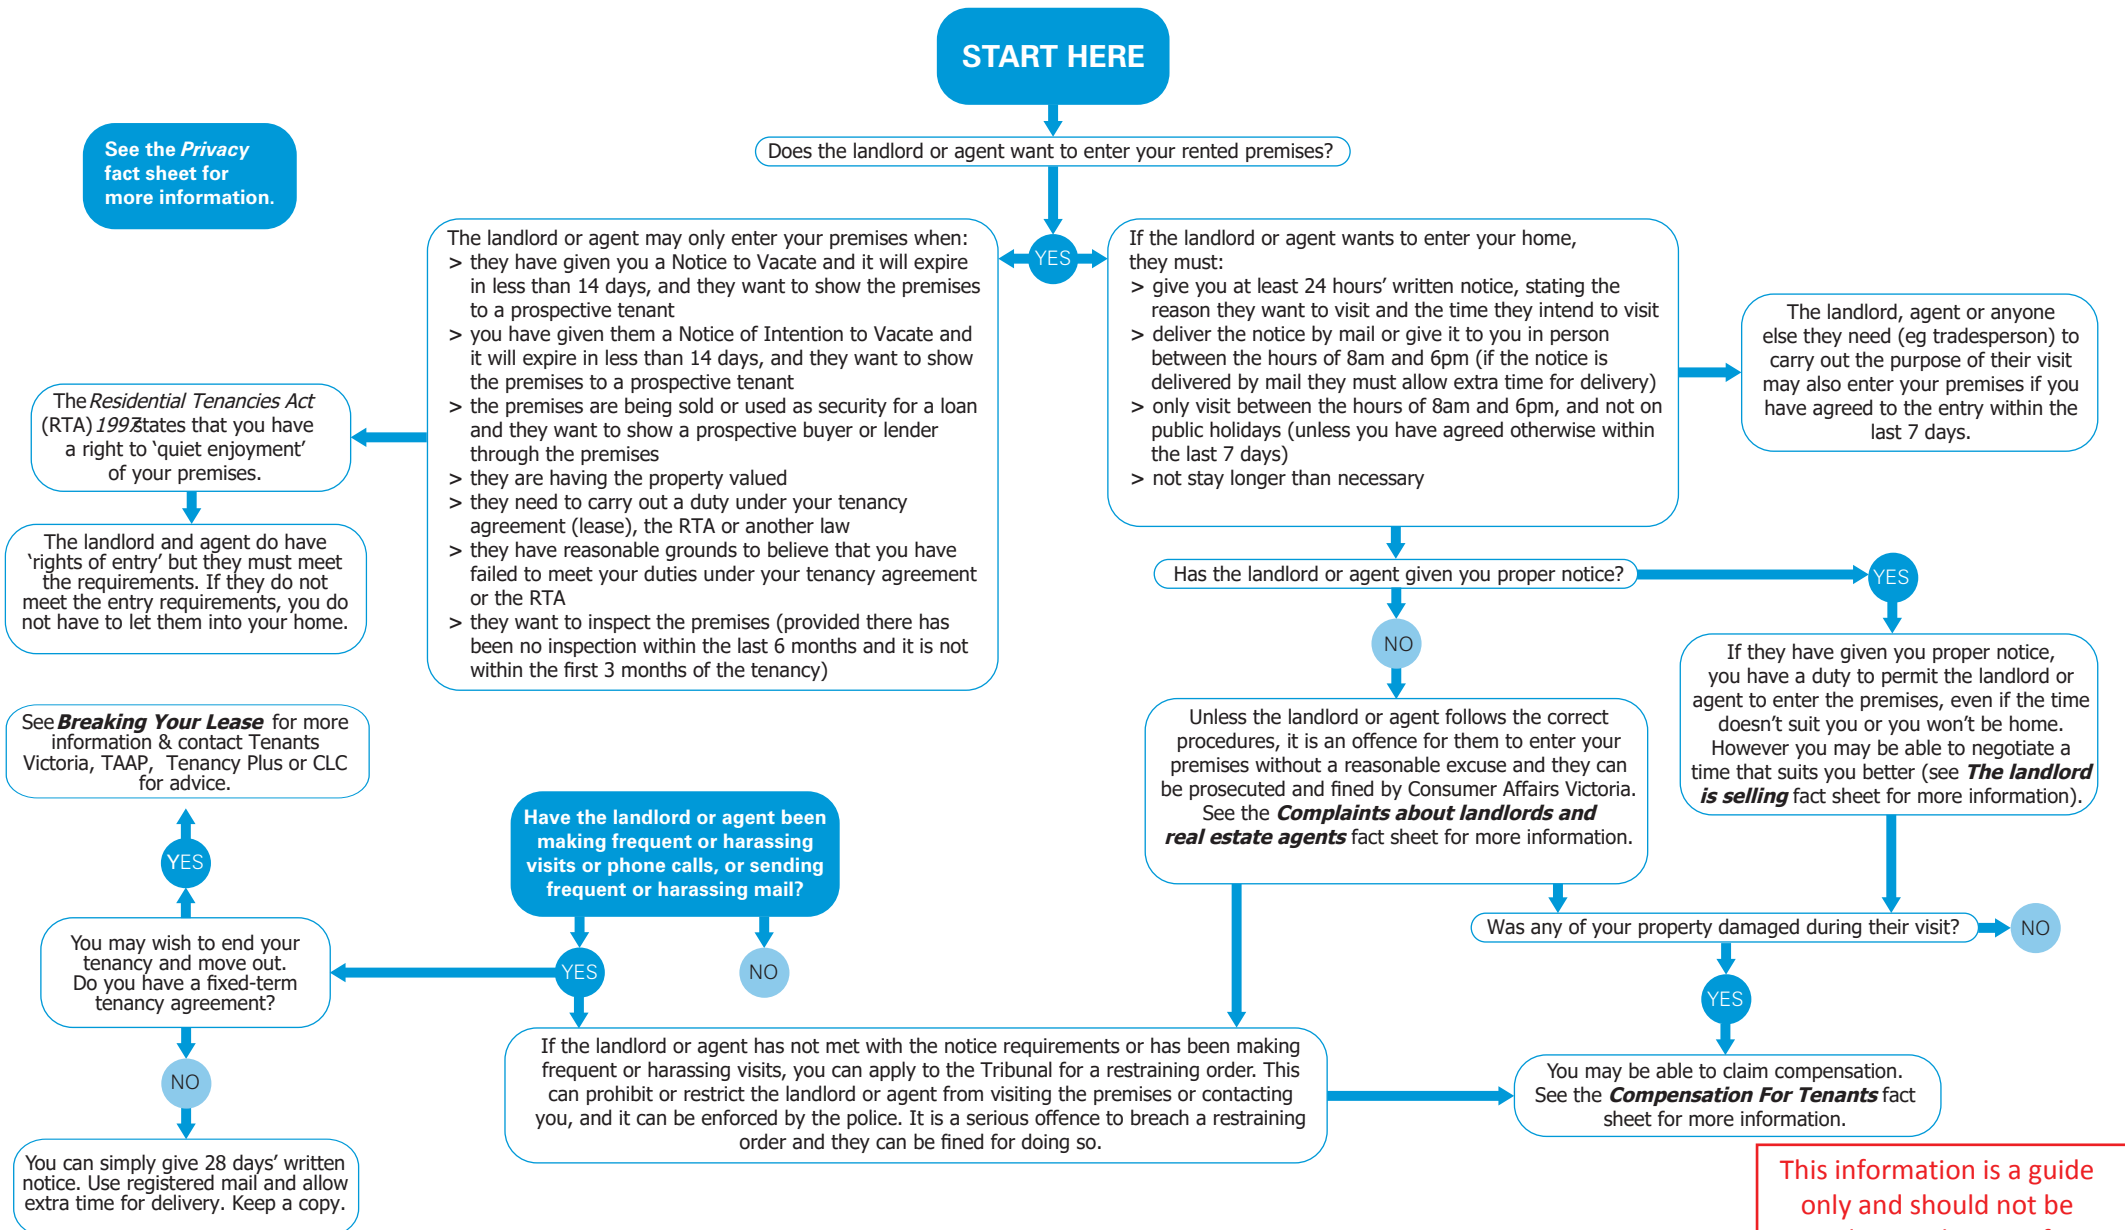 START HERE
See the Privacy
fact sheet for
more information.
Does the landlord or agent want to enter your rented premises?
YES
The landlord or agent may only enter your premises when:
> they have given you a Notice to Vacate and it will expire
in less than 14 days, and they want to show the premises
to a prospective tenant
> you have given them a Notice of Intention to Vacate and
it will expire in less than 14 days, and they want to show
the premises to a prospective tenant
> the premises are being sold or used as security for a loan
and they want to show a prospective buyer or lender
through the premises
> they are having the property valued
> they need to carry out a duty under your tenancy
agreement (lease), the RTA or another law
> they have reasonable grounds to believe that you have
failed to meet your duties under your tenancy agreement
or the RTA
> they want to inspect the premises (provided there has
been no inspection within the last 6 months and it is not
within the first 3 months of the tenancy)
If the landlord or agent wants to enter your home,
they must:
> give you at least 24 hours’ written notice, stating the
reason they want to visit and the time they intend to visit
> deliver the notice by mail or give it to you in person
between the hours of 8am and 6pm (if the notice is
delivered by mail they must allow extra time for delivery)
> only visit between the hours of 8am and 6pm, and not on
public holidays (unless you have agreed otherwise within
the last 7 days)
> not stay longer than necessary
The landlord, agent or anyone
else they need (eg tradesperson) to
carry out the purpose of their visit
may also enter your premises if you
have agreed to the entry within the
last 7 days.
The Residential Tenancies Act
(RTA) 1997 states that you have
a right to ‘quiet enjoyment’
of your premises.
The landlord and agent do have
‘rights of entry’ but they must meet
the requirements. If they do not
meet the entry requirements, you do
not have to let them into your home.
Has the landlord or agent given you proper notice?
YES
NO
If they have given you proper notice,
you have a duty to permit the landlord or
agent to enter the premises, even if the time
doesn’t suit you or you won’t be home.
However you may be able to negotiate a
time that suits you better (see The landlord
is selling fact sheet for more information).
Unless the landlord or agent follows the correct
procedures, it is an offence for them to enter your
premises without a reasonable excuse and they can
be prosecuted and fined by Consumer Affairs Victoria.
See the Complaints about landlords and
real estate agents fact sheet for more information.
See Breaking Your Lease for more
information & contact Tenants
Victoria, TAAP, Tenancy Plus or CLC
for advice.
YES
Have the landlord or agent been
making frequent or harassing
visits or phone calls, or sending
frequent or harassing mail?
Was any of your property damaged during their visit?
NO
You may wish to end your
tenancy and move out.
Do you have a fixed-term
tenancy agreement?
YES
NO
YES
If the landlord or agent has not met with the notice requirements or has been making
frequent or harassing visits, you can apply to the Tribunal for a restraining order. This
can prohibit or restrict the landlord or agent from visiting the premises or contacting
you, and it can be enforced by the police. It is a serious offence to breach a restraining
order and they can be fined for doing so.
You may be able to claim compensation.
See the Compensation For Tenants fact
sheet for more information.
NO
You can simply give 28 days’ written
notice. Use registered mail and allow
extra time for delivery. Keep a copy.
This information is a guide
only and should not be